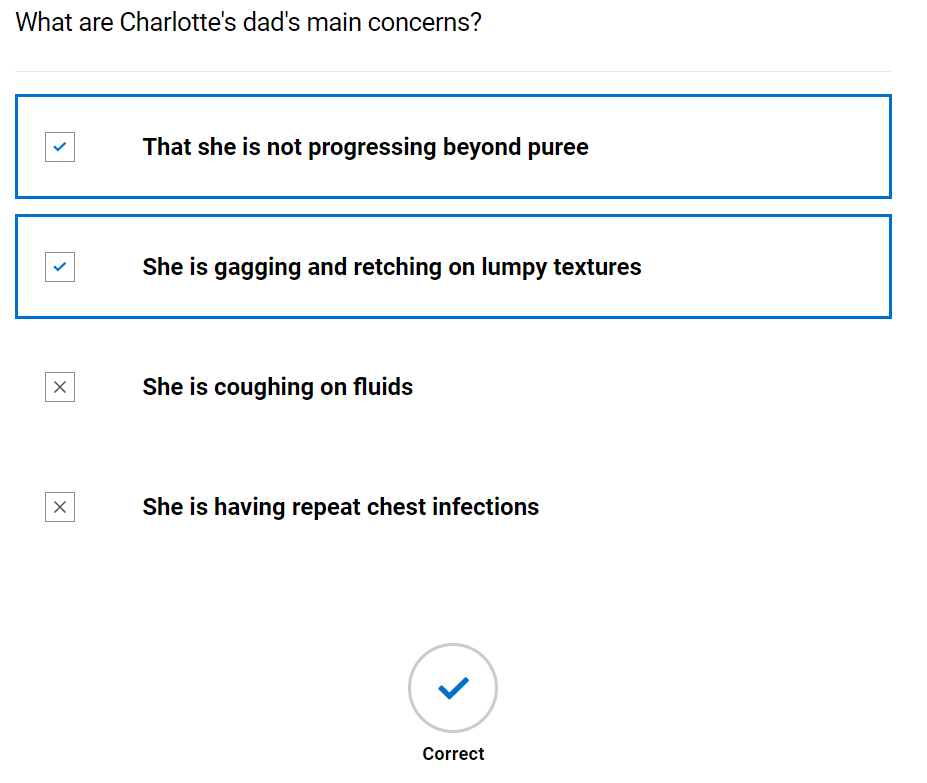 What are Charlotte's dad's main concerns?
That she is not progressing beyond puree
She is gagging and retching on lumpy textures
She is coughing on fluids
She is having repeat chest infections
Correct